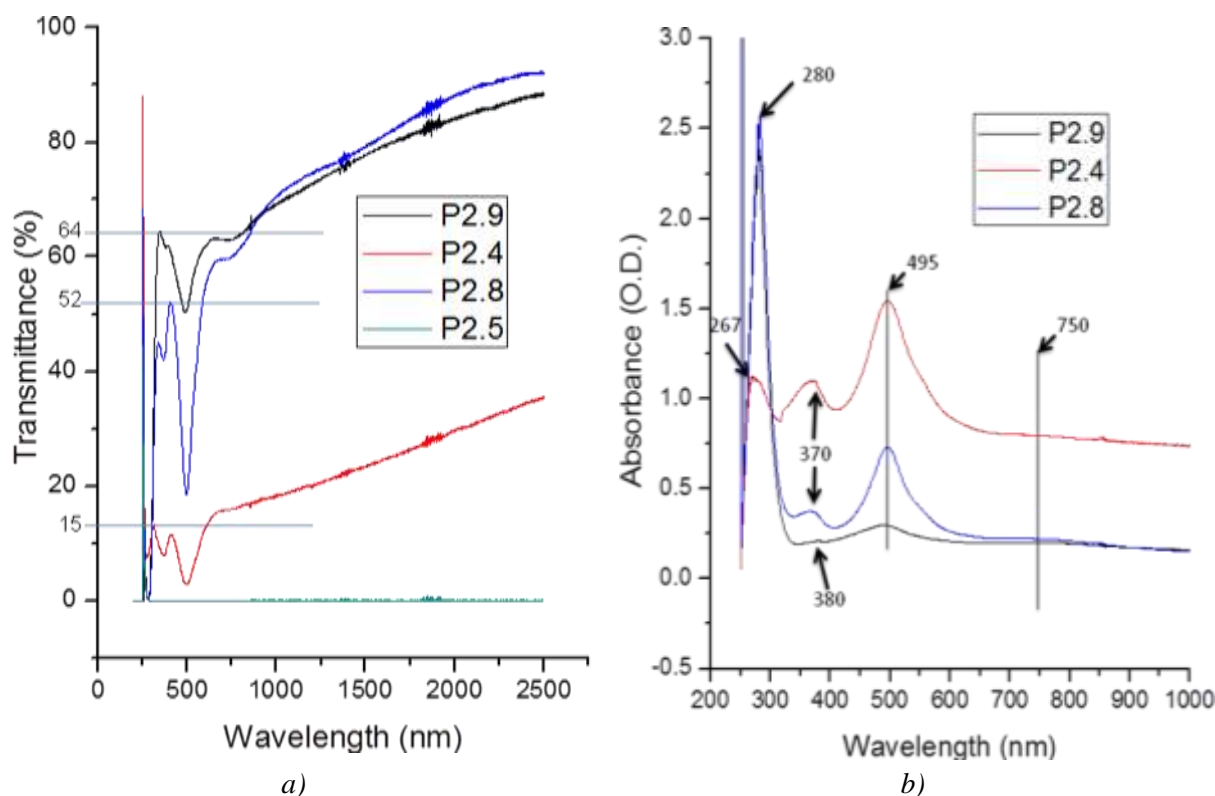 100
80
64
60
52
40
20
15
0
0
500
1000
1500
2000
2500
Transmittance (%)
Wavelength (nm)
P2.9
P2.4
P2.8
P2.5
a)
3.0
2.5
2.0
1.5
1.0
0.5
0.0
-0.5
200
300
400
500
600
700
800
900
1000
Absorbance (O.D.)
Wavelength (nm)
P2.9
P2.4
P2.8
280
495
267
750
370
380
b)